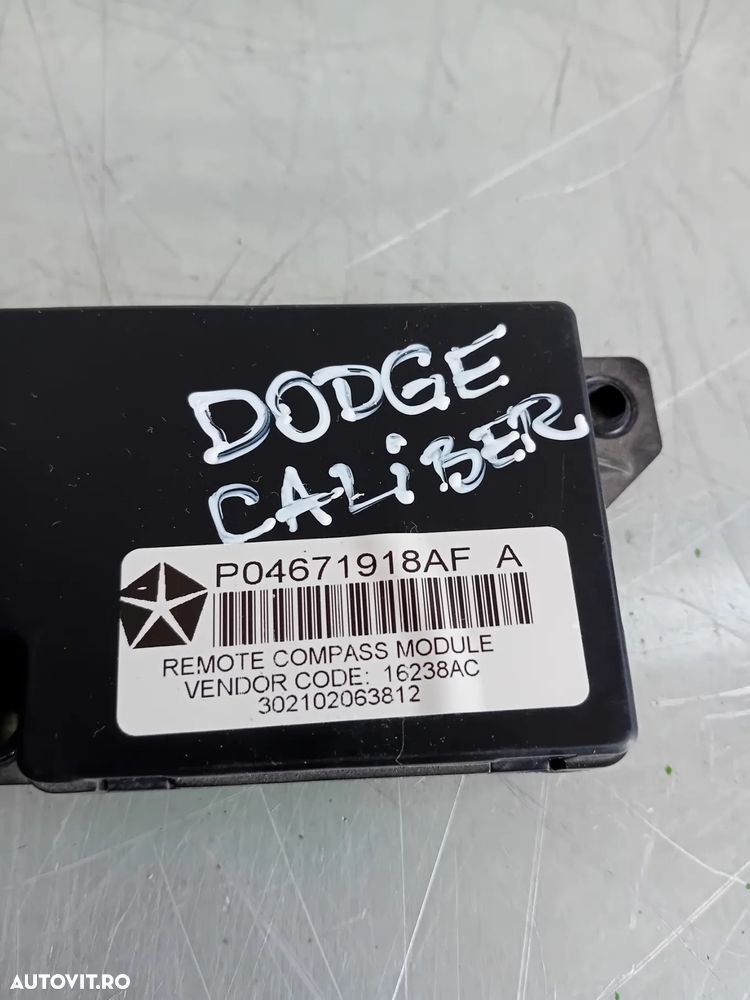 DODGE
CALiBER
P04671918AF A
REMOTE COMPASS MODULE
VENDOR CODE: 16238AC
302102063812
AUTOVIT.RO